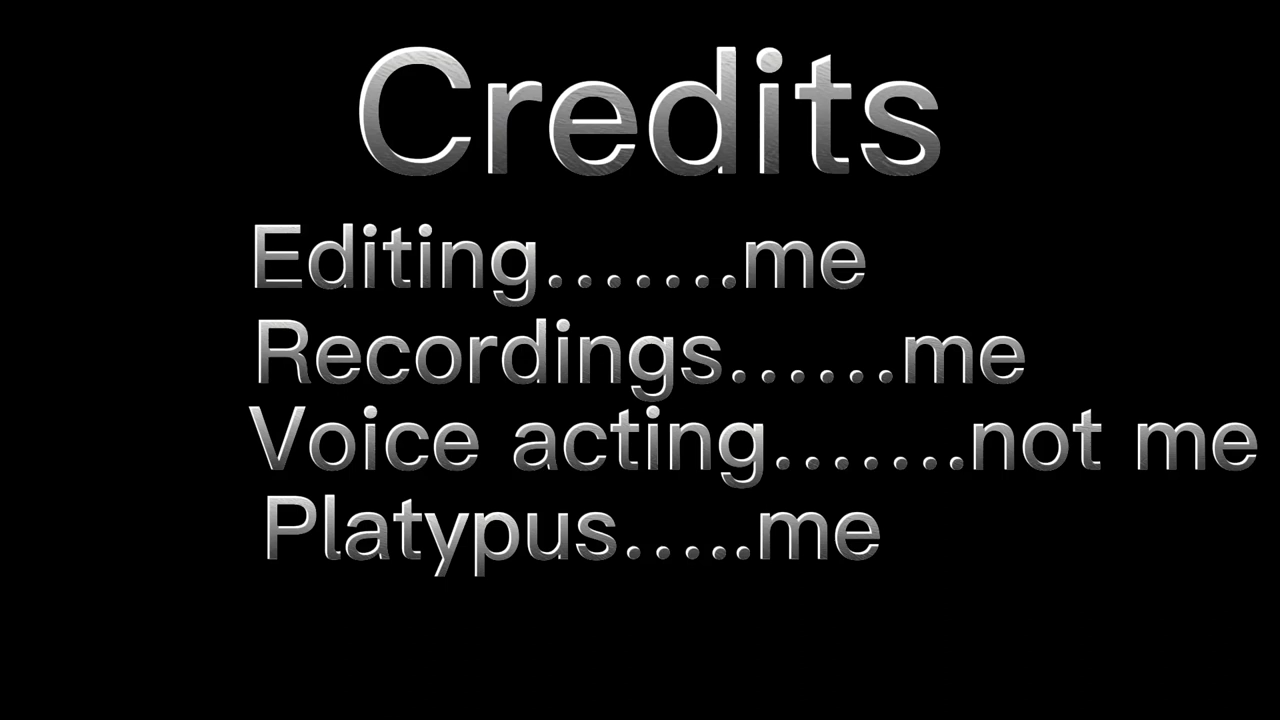 Credits
Editing.......me
Recordings......me
Voice acting.......not me
Platypus.....me